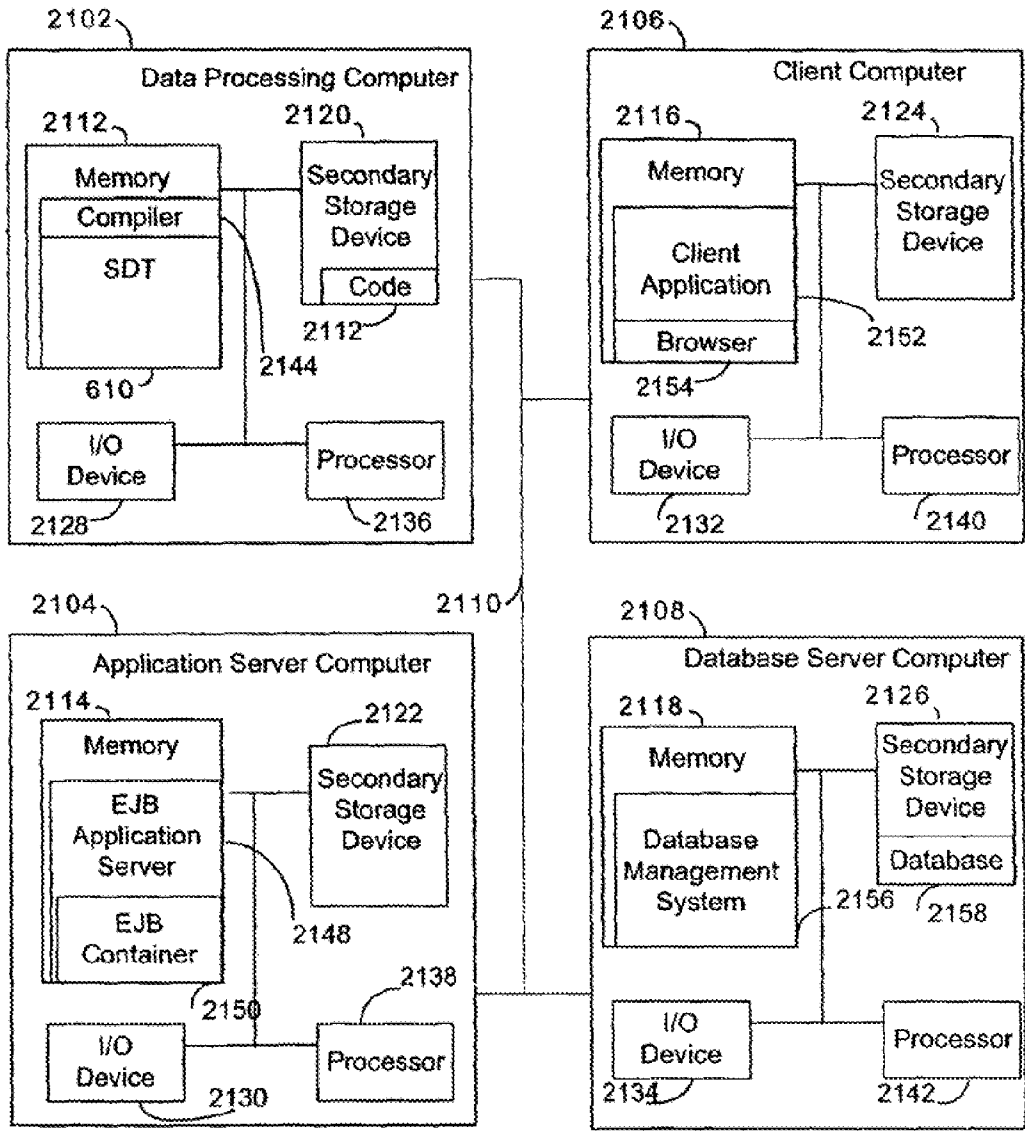 2102
Data Processing Computer
2112
Memory
Compiler
SDT
610
2144
2120
Secondary
Storage
Device
Code
2112
I/O
Device
2128
Processor
2136
2106
Client Computer
2116
Memory
Client
Application
Browser
2154
2152
2124
Secondary
Storage
Device
I/O
Device
2132
Processor
2140
2110
2104
Application Server Computer
2114
Memory
EJB
Application
Server
EJB
Container
2148
2150
2122
Secondary
Storage
Device
I/O
Device
2130
2138
Processor
2108
Database Server Computer
2118
Memory
Database
Management
System
2156
2126
Secondary
Storage
Device
Database
2158
I/O
Device
2134
Processor
2142